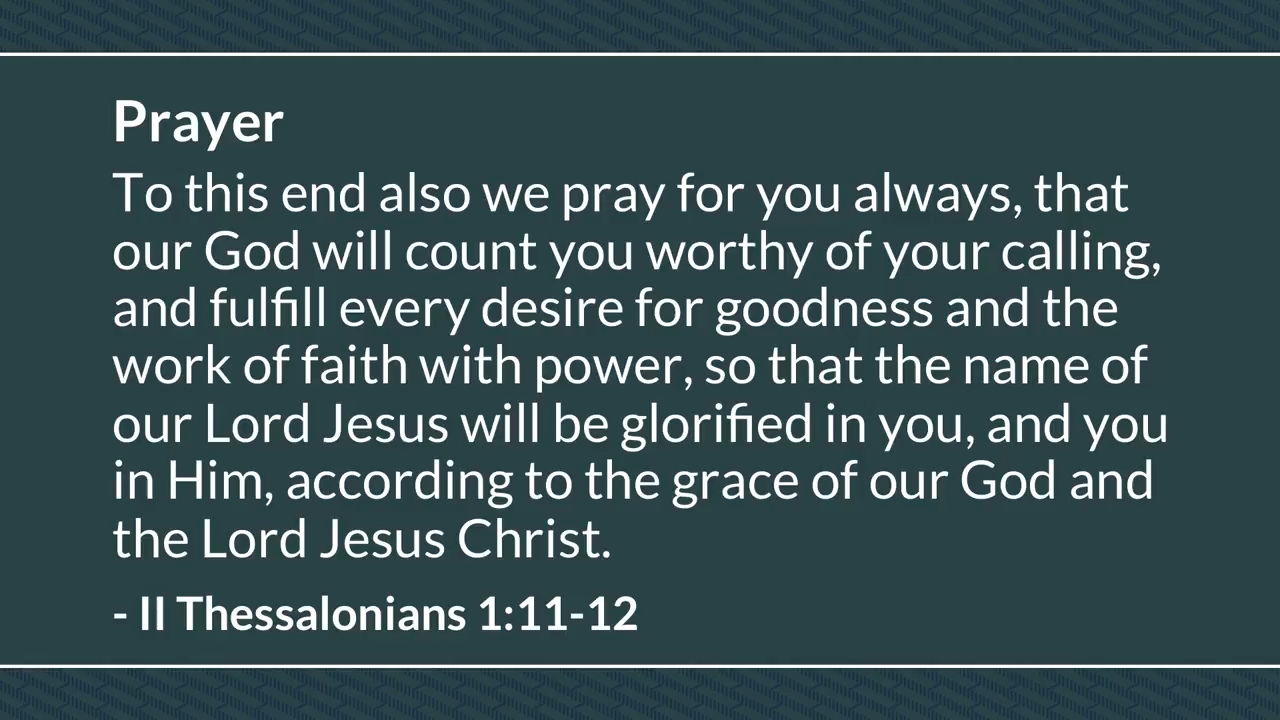 Prayer
To this end also we pray for you always, that
our God will count you worthy of your calling,
and fulfill every desire for goodness and the
work of faith with power, so that the name of
our Lord Jesus will be glorified in you, and you
in Him, according to the grace of our God and
the Lord Jesus Christ.
- II Thessalonians 1:11-12